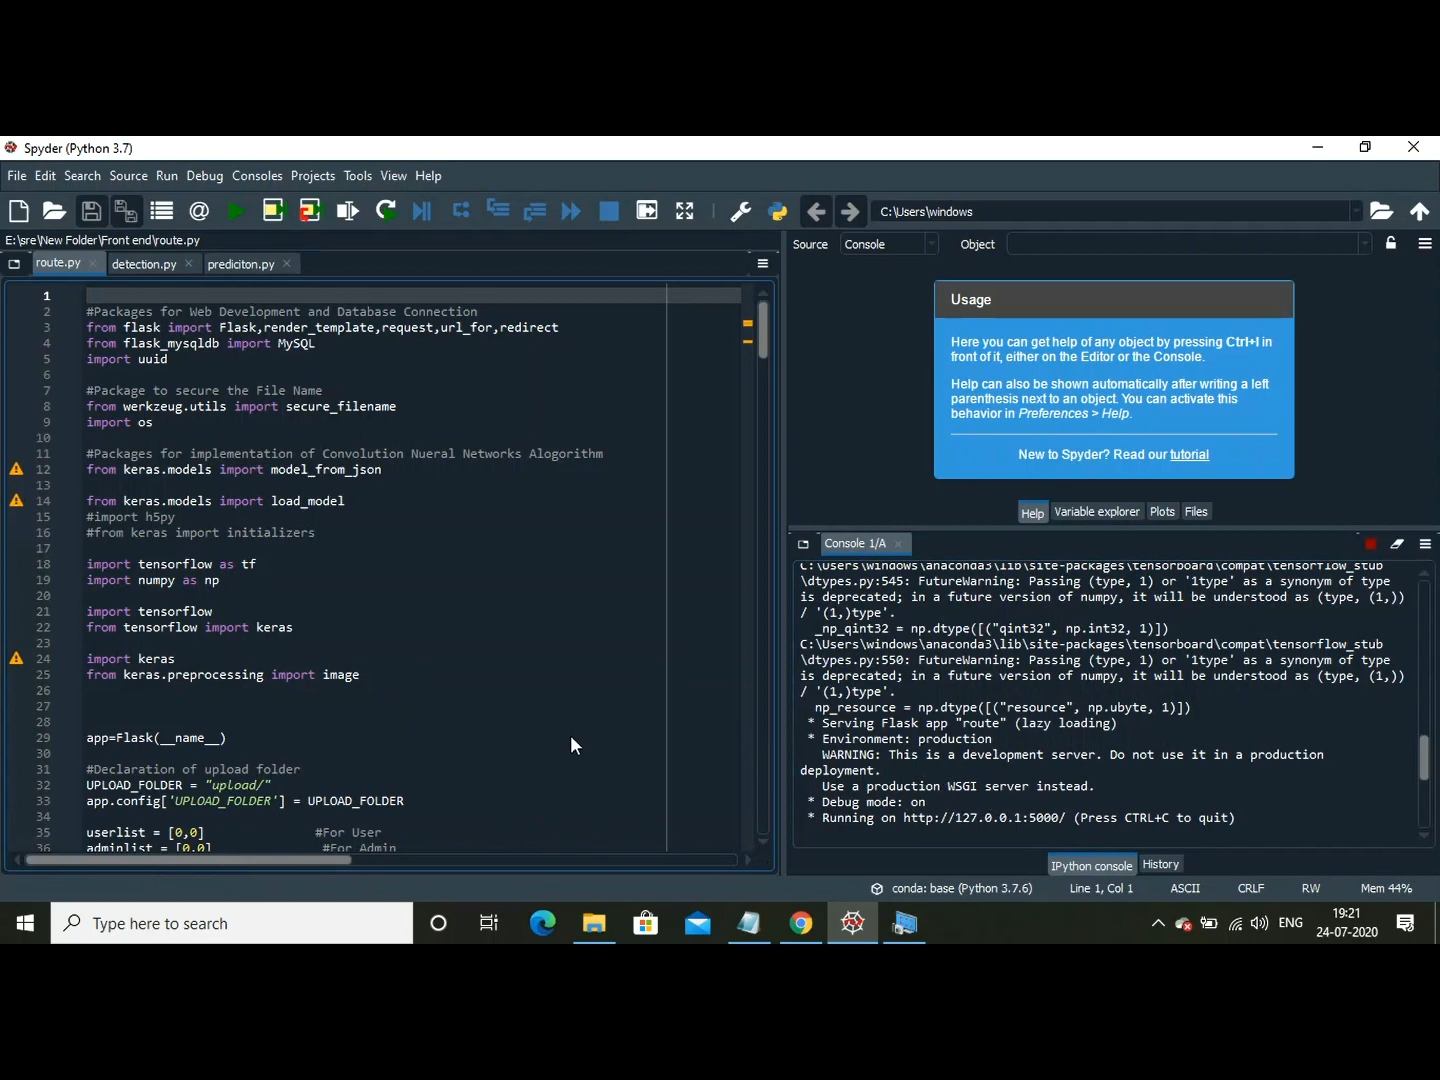 Spyder (Python 3.7)
File Edit Search Source Run Debug Consoles Projects Tools View Help
C:\Users\windows
E:\sre\New Folder\Front end\route.py
route.py
detection.py
prediciton.py
1
2 #Packages for Web Development and Database Connection
3 from flask import Flask,render_template,request,url_for,redirect
4 from flask_mysqldb import MySQL
5 import uuid
6
7 #Package to secure the File Name
8 from werkzeug.utils import secure_filename
9 import os
10
11 #Packages for implementation of Convolution Nueral Networks Alogorithm
12 from keras.models import model_from_json
13
14 from keras.models import load_model
15 #import h5py
16 #from keras import initializers
17
18 import tensorflow as tf
19 import numpy as np
20
21 import tensorflow
22 from tensorflow import keras
23
24 import keras
25 from keras.preprocessing import image
26
27
28
29 app=Flask(__name__)
30
31 #Declaration of upload folder
32 UPLOAD_FOLDER = "upload/"
33 app.config['UPLOAD_FOLDER'] = UPLOAD_FOLDER
34
35 userlist = [0,0] #For User
36 adminlist = [0,0] #For Admin
Source Console Object
Usage
Here you can get help of any object by pressing Ctrl+I in
front of it, either on the Editor or the Console.
Help can also be shown automatically after writing a left
parenthesis next to an object. You can activate this
behavior in Preferences > Help.
New to Spyder? Read our tutorial
Help Variable explorer Plots Files
Console 1/A
C:\Users\windows\anaconda3\lib\site-packages\tensorboard\compat\tensorflow_stub
\dtypes.py:545: FutureWarning: Passing (type, 1) or '1type' as a synonym of type
is deprecated; in a future version of numpy, it will be understood as (type, (1,))
/ '(1,)type'.
_np_qint32 = np.dtype([("qint32", np.int32, 1)])
C:\Users\windows\anaconda3\lib\site-packages\tensorboard\compat\tensorflow_stub
\dtypes.py:550: FutureWarning: Passing (type, 1) or '1type' as a synonym of type
is deprecated; in a future version of numpy, it will be understood as (type, (1,))
/ '(1,)type'.
np_resource = np.dtype([("resource", np.ubyte, 1)])
* Serving Flask app "route" (lazy loading)
* Environment: production
WARNING: This is a development server. Do not use it in a production
deployment.
Use a production WSGI server instead.
* Debug mode: on
* Running on http://127.0.0.1:5000/ (Press CTRL+C to quit)
IPython console History
conda: base (Python 3.7.6) Line 1, Col 1 ASCII CRLF RW Mem 44%
Type here to search
ENG
19:21
24-07-2020